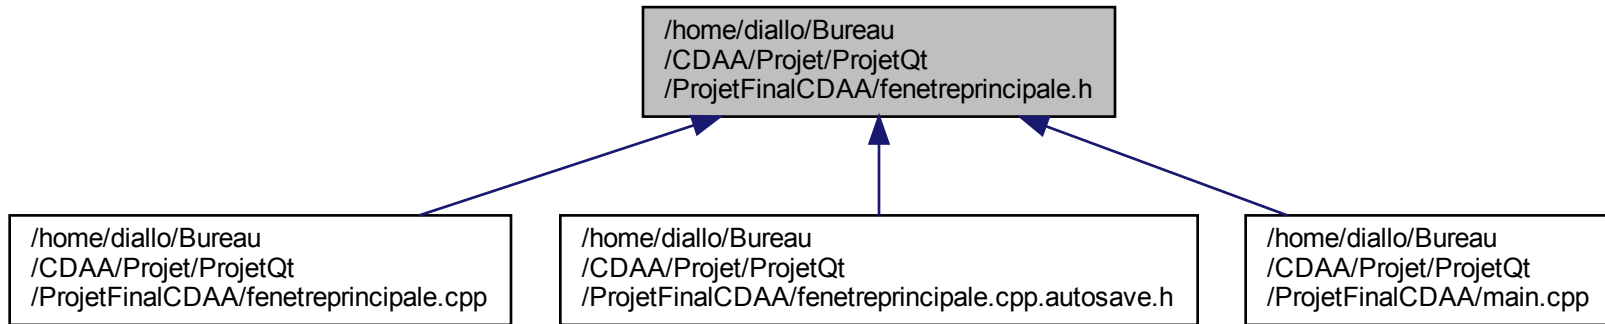 /home/diallo/Bureau
/CDAA/Projet/ProjetQt
/ProjetFinalCDAA/fenetreprincipale.h
/home/diallo/Bureau
/CDAA/Projet/ProjetQt
/ProjetFinalCDAA/fenetreprincipale.cpp
/home/diallo/Bureau
/CDAA/Projet/ProjetQt
/ProjetFinalCDAA/fenetreprincipale.cpp.autosave.h
/home/diallo/Bureau
/CDAA/Projet/ProjetQt
/ProjetFinalCDAA/main.cpp